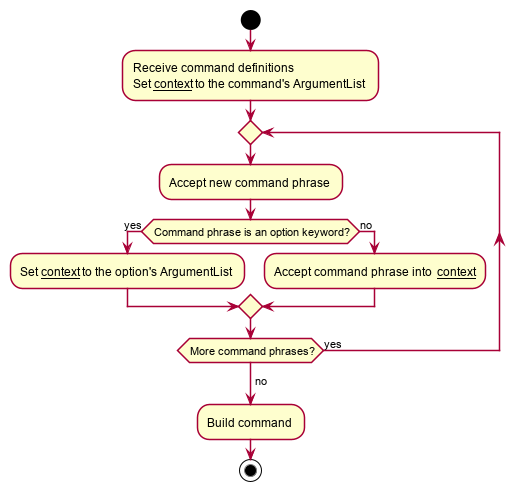 Receive command definitions
Set context to the command's ArgumentList
Accept new command phrase
Command phrase is an option keyword?
yes
no
Set context to the option's ArgumentList
Accept command phrase into context
More command phrases?
yes
no
Build command